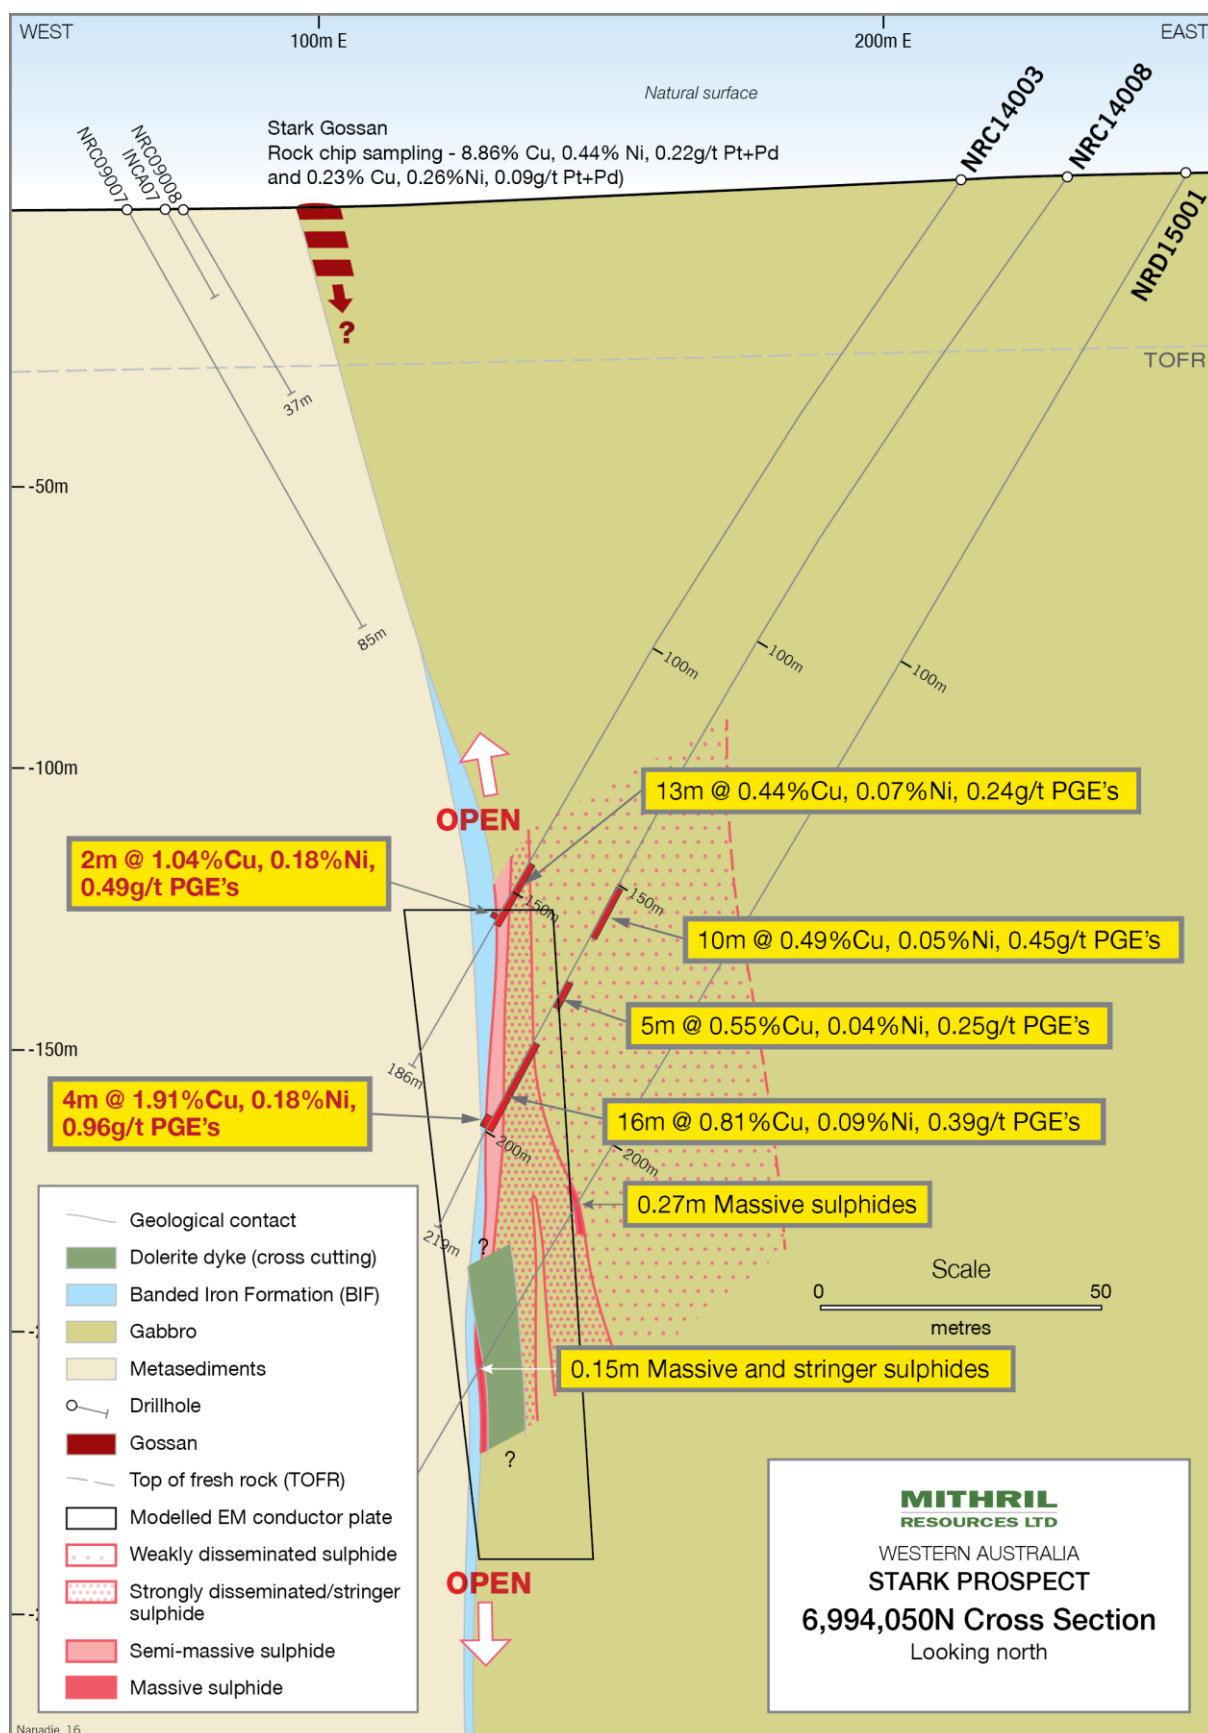 WEST
100m E
200m E
EAST
Natural surface
NRC14003
NRC14008
NRD15001
NRC09007
INCA07
NRC09008
Stark Gossan
Rock chip sampling - 8.86% Cu, 0.44% Ni, 0.22g/t Pt+Pd
and 0.23% Cu, 0.26%Ni, 0.09g/t Pt+Pd)
?
TOFR
37m
-50m
85m
100m
100m
100m
-100m
13m @ 0.44%Cu, 0.07%Ni, 0.24g/t PGE's
OPEN
2m @ 1.04%Cu, 0.18%Ni,
0.49g/t PGE's
150m
150m
10m @ 0.49%Cu, 0.05%Ni, 0.45g/t PGE's
5m @ 0.55%Cu, 0.04%Ni, 0.25g/t PGE's
-150m
186m
4m @ 1.91%Cu, 0.18%Ni,
0.96g/t PGE's
16m @ 0.81%Cu, 0.09%Ni, 0.39g/t PGE's
200m
200m
0.27m Massive sulphides
219m
?
Scale
0
50
metres
0.15m Massive and stringer sulphides
?
Geological contact
Dolerite dyke (cross cutting)
Banded Iron Formation (BIF)
Gabbro
Metasediments
Drillhole
Gossan
Top of fresh rock (TOFR)
Modelled EM conductor plate
Weakly disseminated sulphide
Strongly disseminated/stringer
sulphide
Semi-massive sulphide
Massive sulphide
OPEN
MITHRIL
RESOURCES LTD
WESTERN AUSTRALIA
STARK PROSPECT
6,994,050N Cross Section
Looking north
Nanadie_16